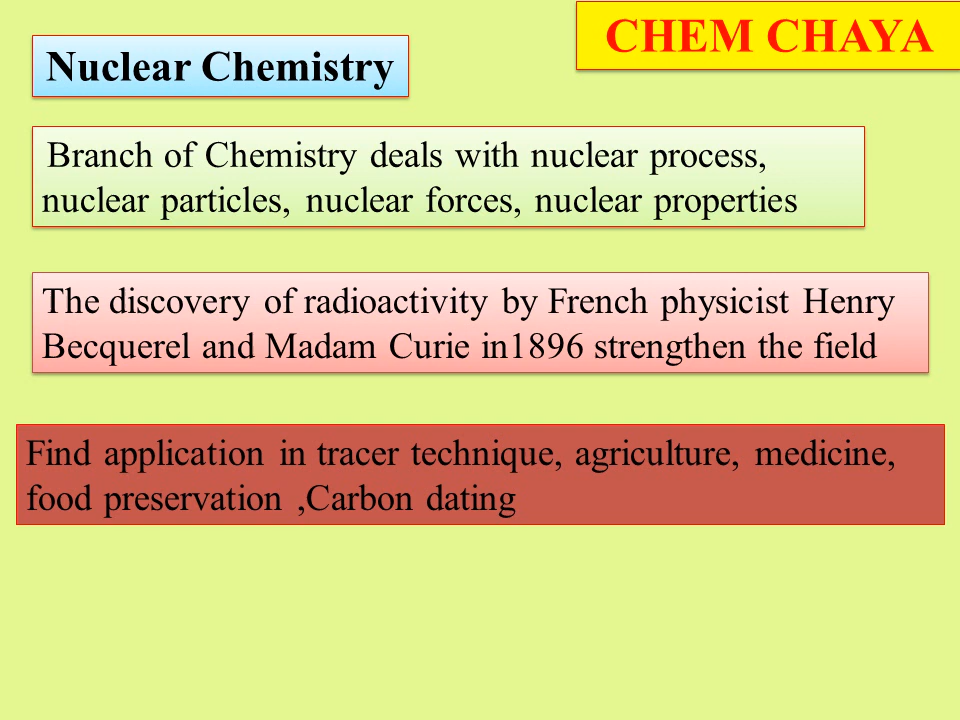 CHEM CHAYA
Nuclear Chemistry
Branch of Chemistry deals with nuclear process,
nuclear particles, nuclear forces, nuclear properties
The discovery of radioactivity by French physicist Henry
Becquerel and Madam Curie in1896 strengthen the field
Find application in tracer technique, agriculture, medicine,
food preservation ,Carbon dating